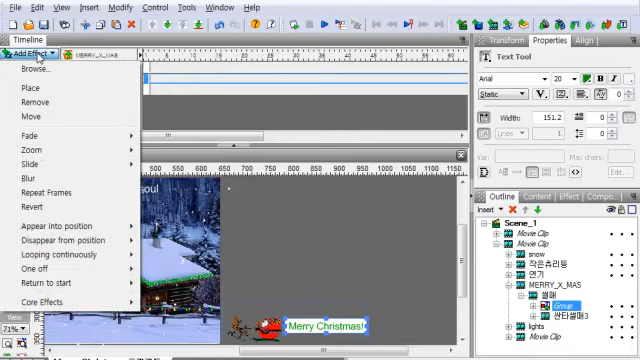 File Edit View Insert Modify Control Tools Window Help
Timeline
Add Effect
MERRY_X_MAS
Browse...
Place
Remove
Move
Fade
Zoom
Slide
Blur
Repeat Frames
Revert
Appear into position
Disappear from position
Looping continuously
One off
Return to start
Core Effects
500 550 600 650 700 750 800 850 900 950 1000 1050 1100 1150
soul
Merry Christmas!
71%
Transform Properties Align
Text Tool
Arial 20
Static 0
Width 151.2 0
Lines 1 0
Var: Max chars:
Outline Content Effect Compo...
Insert
Scene_1
Movie Clip
Movie Clip
snow
작은츄리등
연기
MERRY_X_MAS
썰매
Group
싼타썰매3
lights
Movie Clip